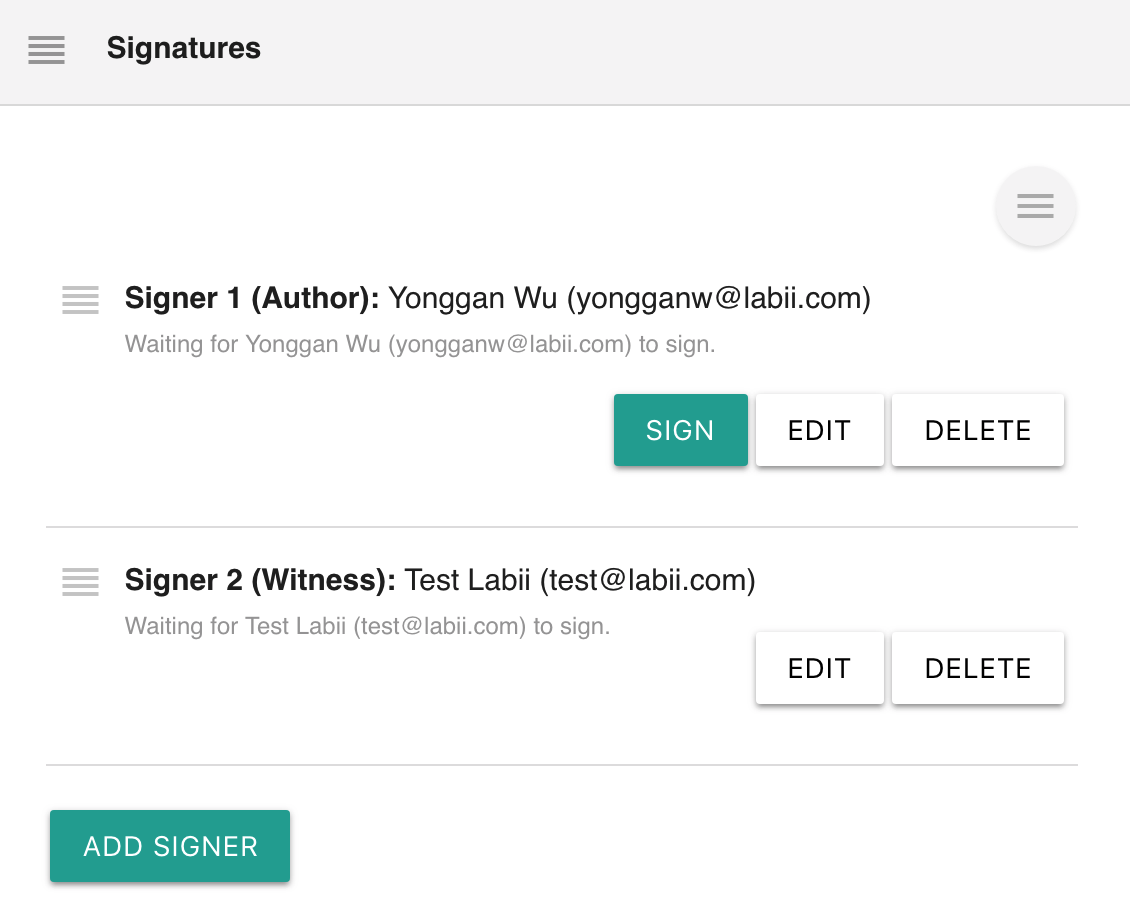 Signatures
Signer 1 (Author): Yonggan Wu (yongganw@labii.com)
Waiting for Yonggan Wu (yongganw@labii.com) to sign.
SIGN EDIT DELETE
Signer 2 (Witness): Test Labii (test@labii.com)
Waiting for Test Labii (test@labii.com) to sign.
EDIT DELETE
ADD SIGNER